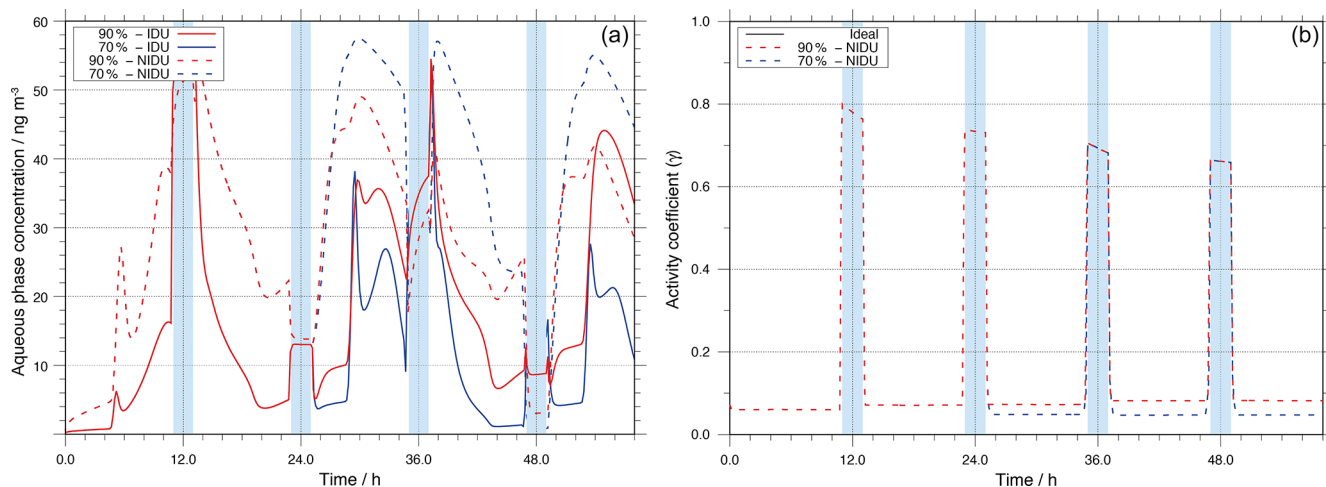 (a)
90 % – IDU
70 % – IDU
90 % – NIDU
70 % – NIDU
60
50
40
30
20
10
Aqueous phase concentration / ng m⁻³
0.0 12.0 24.0 36.0 48.0
Time / h
(b)
Ideal
90 % – NIDU
70 % – NIDU
1.0
0.8
0.6
0.4
0.2
0.0
Activity coefficient (γ)
0.0 12.0 24.0 36.0 48.0
Time / h